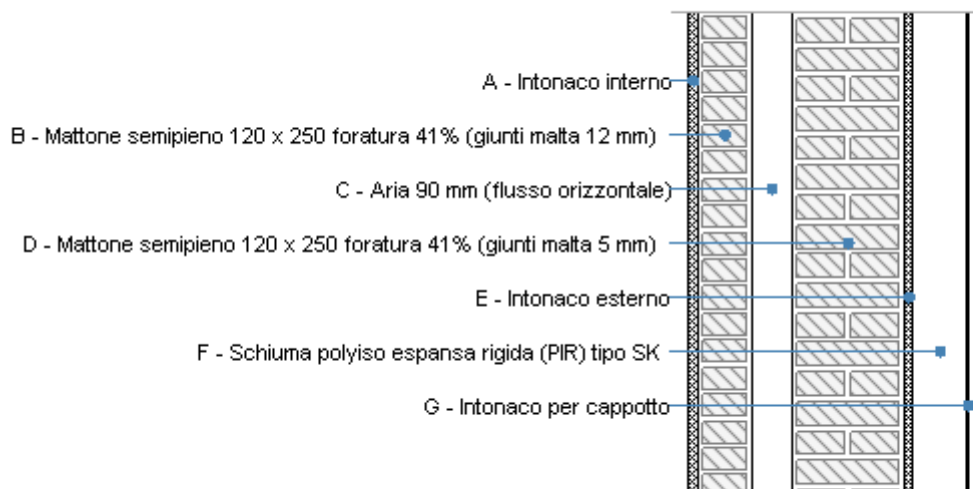 A - Intonaco interno
B - Mattone semipieno 120 x 250 foratura 41% (giunti malta 12 mm)
C - Aria 90 mm (flusso orizzontale)
D - Mattone semipieno 120 x 250 foratura 41% (giunti malta 5 mm)
E - Intonaco esterno
F - Schiuma polyiso espansa rigida (PIR) tipo SK
G - Intonaco per cappotto